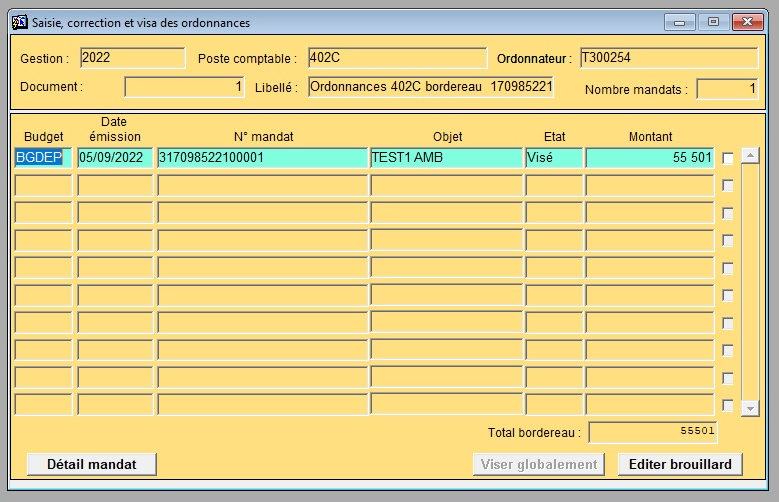 Saisie, correction et visa des ordonnances
Gestion : 2022 Poste comptable : 402C Ordonnateur : T300254
Document : 1 Libellé : Ordonnances 402C bordereau 170985221 Nombre mandats : 1
Budget Date émission N° mandat Objet Etat Montant
BGDEP 05/09/2022 317098522100001 TEST1 AMB Visé 55 501
Total bordereau : 55501
Détail mandat Viser globalement Editer brouillard